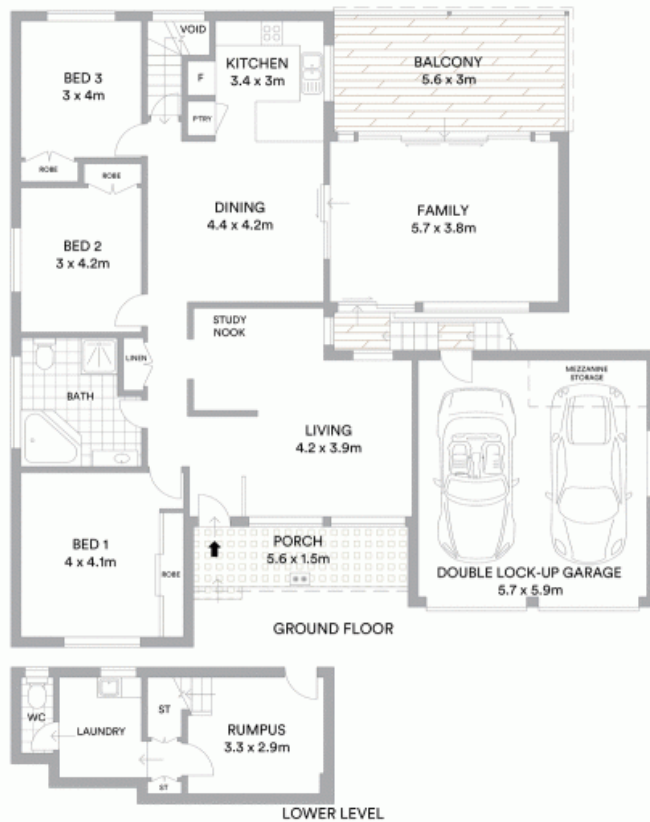 VOID
KITCHEN
3.4 x 3m
BALCONY
5.6 x 3m
BED 3
3 x 4m
F
PTRY
ROBE
ROBE
DINING
4.4 x 4.2m
FAMILY
5.7 x 3.8m
BED 2
3 x 4.2m
STUDY
NOOK
LINEN
MEZZANINE
STORAGE
BATH
LIVING
4.2 x 3.9m
BED 1
4 x 4.1m
ROBE
PORCH
5.6 x 1.5m
DOUBLE LOCK-UP GARAGE
5.7 x 5.9m
GROUND FLOOR
WC
LAUNDRY
ST
RUMPUS
3.3 x 2.9m
ST
LOWER LEVEL